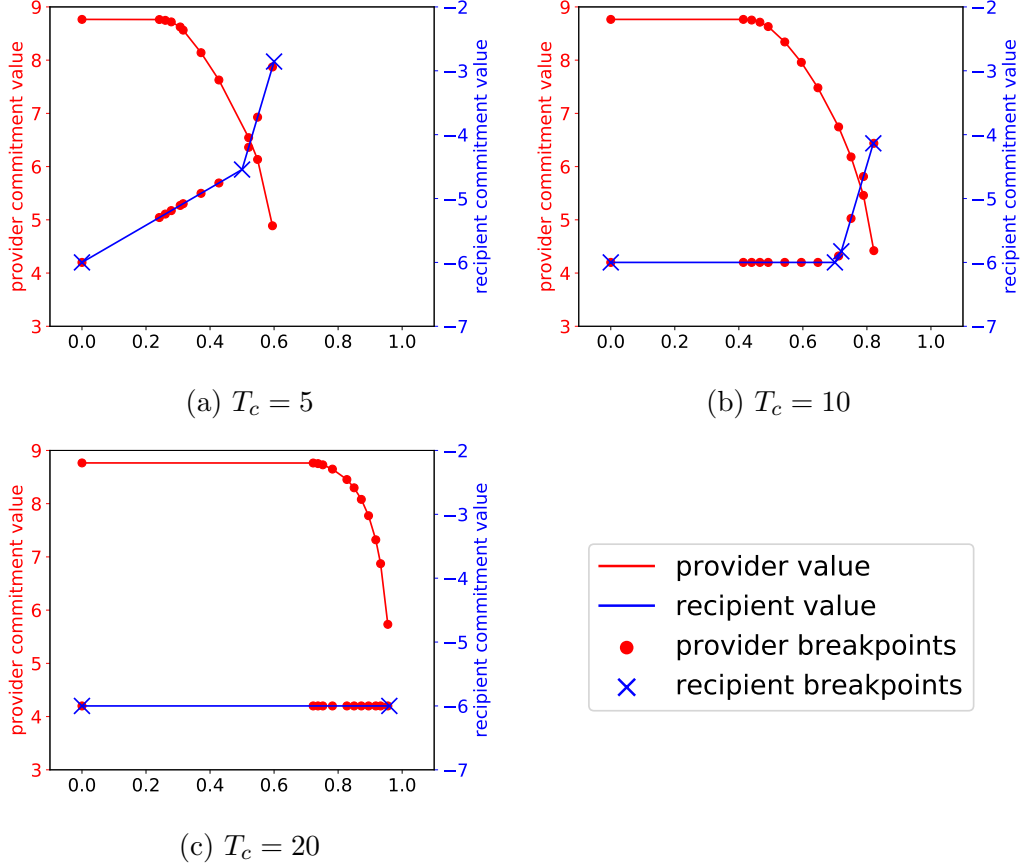 provider commitment value
9
8
7
6
5
4
3
0.0 0.2 0.4 0.6 0.8 1.0
−2
−3
−4
−5
−6
−7
recipient commitment value
(a) T_c = 5
provider commitment value
9
8
7
6
5
4
3
0.0 0.2 0.4 0.6 0.8 1.0
−2
−3
−4
−5
−6
−7
recipient commitment value
(b) T_c = 10
provider commitment value
9
8
7
6
5
4
3
0.0 0.2 0.4 0.6 0.8 1.0
−2
−3
−4
−5
−6
−7
recipient commitment value
(c) T_c = 20
provider value
recipient value
provider breakpoints
recipient breakpoints